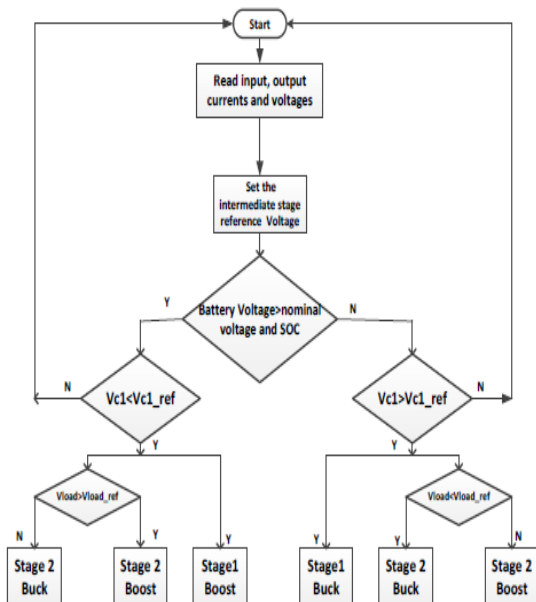 Start
Read input, output
currents and voltages
Set the
intermediate stage
reference Voltage
Y
Battery Voltage>nominal
voltage and SOC
N
N
Vc1<Vc1_ref
Vc1>Vc1_ref
N
Y
Y
Vload>Vload_ref
Vload<Vload_ref
N
Y
Y
Y
Y
N
Stage 2
Buck
Stage 2
Boost
Stage1
Boost
Stage1
Buck
Stage 2
Buck
Stage 2
Boost